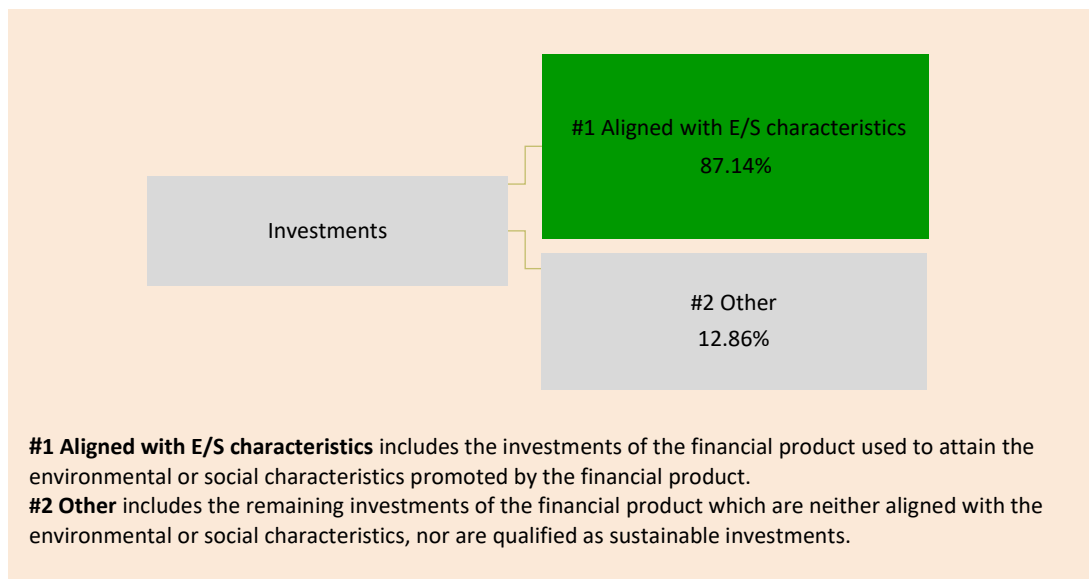 #1 Aligned with E/S characteristics
87.14%
Investments
#2 Other
12.86%
#1 Aligned with E/S characteristics includes the investments of the financial product used to attain the
environmental or social characteristics promoted by the financial product.
#2 Other includes the remaining investments of the financial product which are neither aligned with the
environmental or social characteristics, nor are qualified as sustainable investments.